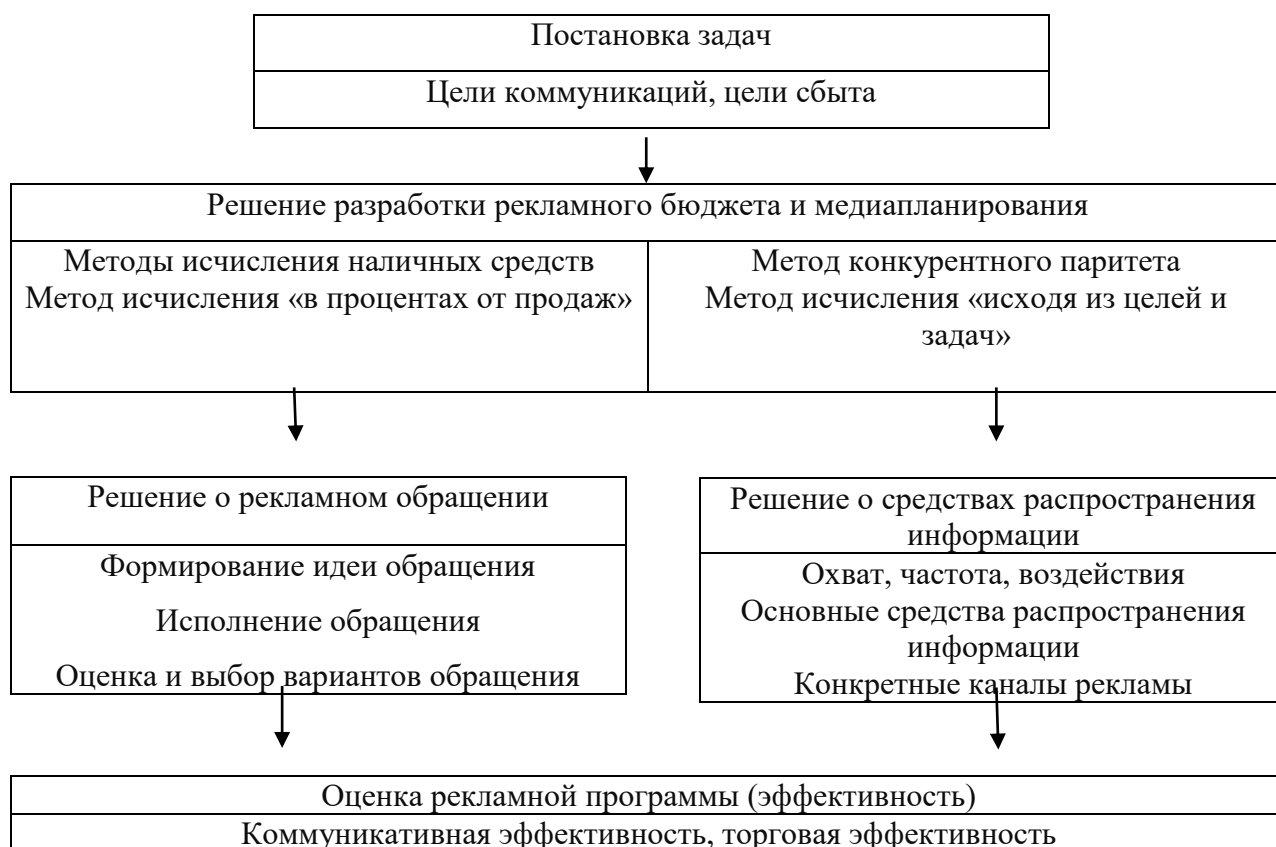 Постановка задач
Цели коммуникаций, цели сбыта
Решение разработки рекламного бюджета и медиапланирования
Методы исчисления наличных средств
Метод исчисления «в процентах от продаж»
Метод конкурентного паритета
Метод исчисления «исходя из целей и
задач»
Решение о рекламном обращении
Формирование идеи обращения
Исполнение обращения
Оценка и выбор вариантов обращения
Решение о средствах распространения
информации
Охват, частота, воздействия
Основные средства распространения
информации
Конкретные каналы рекламы
Оценка рекламной программы (эффективность)
Коммуникативная эффективность, торговая эффективность